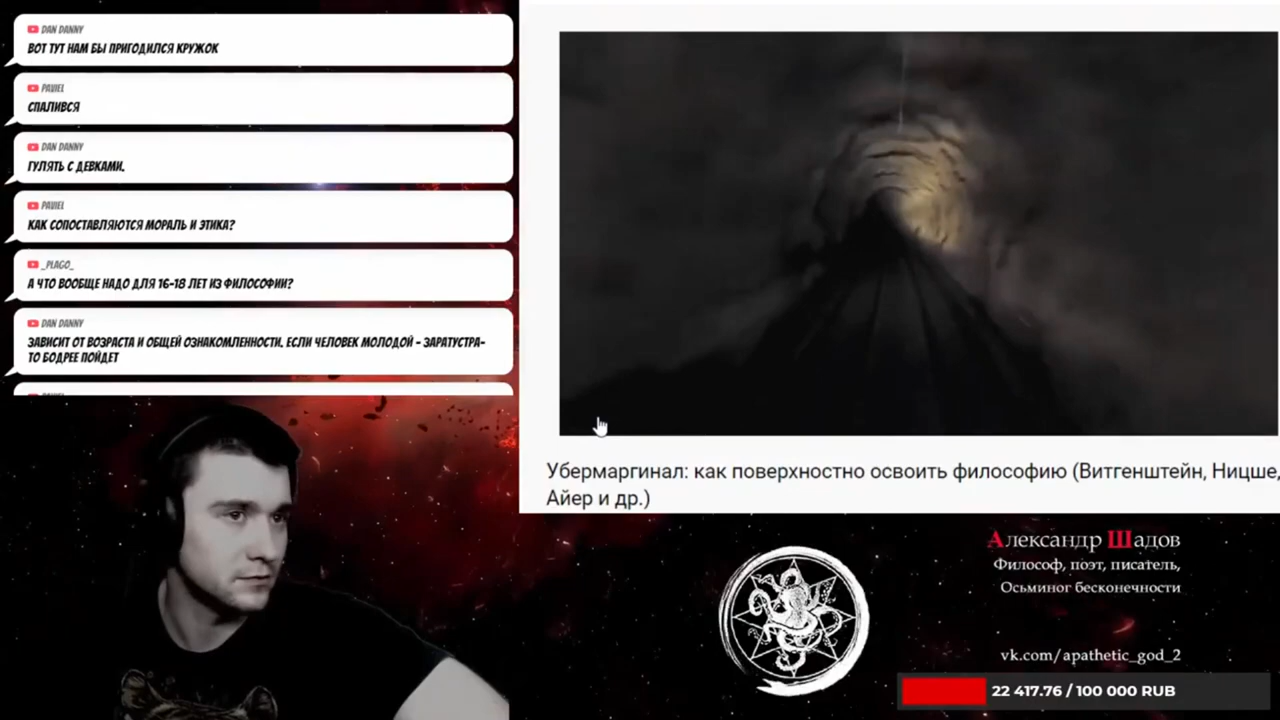 DAN DANNY
ВОТ ТУТ НАМ БЫ ПРИГОДИЛСЯ КРУЖОК
PAVIEL
СПАЛИВСЯ
DAN DANNY
ГУЛЯТЬ С ДЕВКАМИ.
PAVIEL
КАК СОПОСТАВЛЯЮТСЯ МОРАЛЬ И ЭТИКА?
_PLAGO_
А ЧТО ВООБЩЕ НАДО ДЛЯ 16-18 ЛЕТ ИЗ ФИЛОСОФИИ?
DAN DANNY
ЗАВИСИТ ОТ ВОЗРАСТА И ОБЩЕЙ ОЗНАКОМЛЕННОСТИ. ЕСЛИ ЧЕЛОВЕК МОЛОДОЙ - ЗАРАТУСТРА-
ТО БОДРЕЕ ПОЙДЕТ
Убермаргинал: как поверхностно освоить философию (Витгенштейн, Ницше,
Айер и др.)
Александр Шадов
Философ, поэт, писатель,
Осьминог бесконечности
vk.com/apathetic_god_2
22 417.76 / 100 000 RUB